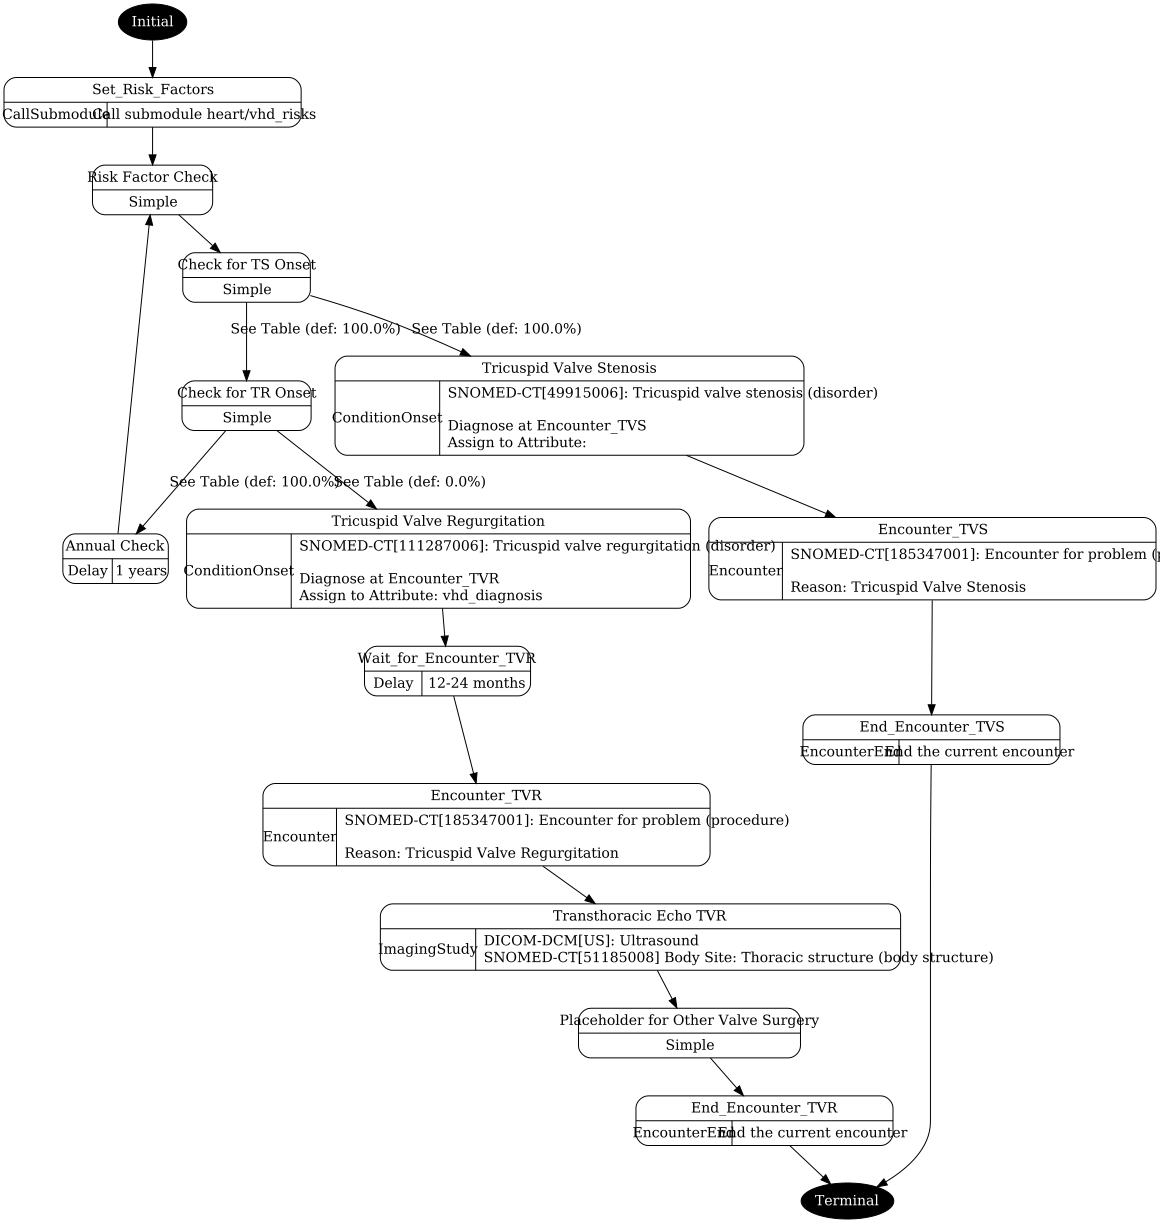 Initial
Set_Risk_Factors
CallSubmodule
Call submodule heart/vhd_risks
Risk Factor Check
Simple
Check for TS Onset
Simple
See Table (def: 100.0%)
See Table (def: 100.0%)
Tricuspid Valve Stenosis
ConditionOnset
SNOMED-CT[49915006]: Tricuspid valve stenosis (disorder)
Diagnose at Encounter_TVS
Assign to Attribute:
Check for TR Onset
Simple
See Table (def: 100.0%)
See Table (def: 0.0%)
Annual Check
Delay
1 years
Tricuspid Valve Regurgitation
ConditionOnset
SNOMED-CT[111287006]: Tricuspid valve regurgitation (disorder)
Diagnose at Encounter_TVR
Assign to Attribute: vhd_diagnosis
Encounter_TVS
Encounter
SNOMED-CT[185347001]: Encounter for problem (
Reason: Tricuspid Valve Stenosis
Wait_for_Encounter_TVR
Delay
12-24 months
End_Encounter_TVS
EncounterEnd
End the current encounter
Encounter_TVR
Encounter
SNOMED-CT[185347001]: Encounter for problem (procedure)
Reason: Tricuspid Valve Regurgitation
Transthoracic Echo TVR
ImagingStudy
DICOM-DCM[US]: Ultrasound
SNOMED-CT[51185008] Body Site: Thoracic structure (body structure)
Placeholder for Other Valve Surgery
Simple
End_Encounter_TVR
EncounterEnd
End the current encounter
Terminal